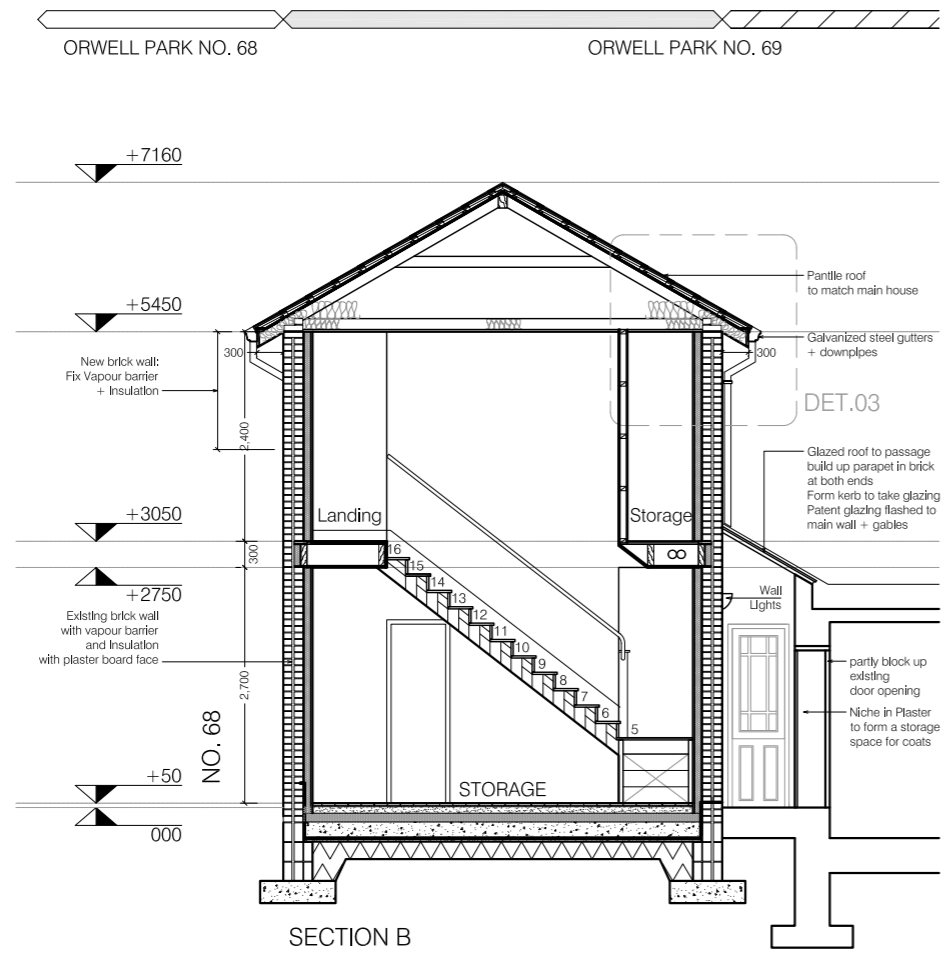 ORWELL PARK NO. 68
ORWELL PARK NO. 69
+7160
+5450
+3050
+2750
+50
000
New brick wall:
Fix Vapour barrier
+ Insulation
Existing brick wall
with vapour barrier
and Insulation
with plaster board face
NO. 68
300
2,400
300
2,700
300
Landing
Storage
16
15
14
13
12
11
10
9
8
7
6
5
STORAGE
Pantile roof
to match main house
Galvanized steel gutters
+ downpipes
DET.03
Glazed roof to passage
build up parapet in brick
at both ends
Form kerb to take glazing
Patent glazing flashed to
main wall + gables
Wall
Lights
partly block up
existing
door opening
Niche in Plaster
to form a storage
space for coats
SECTION B